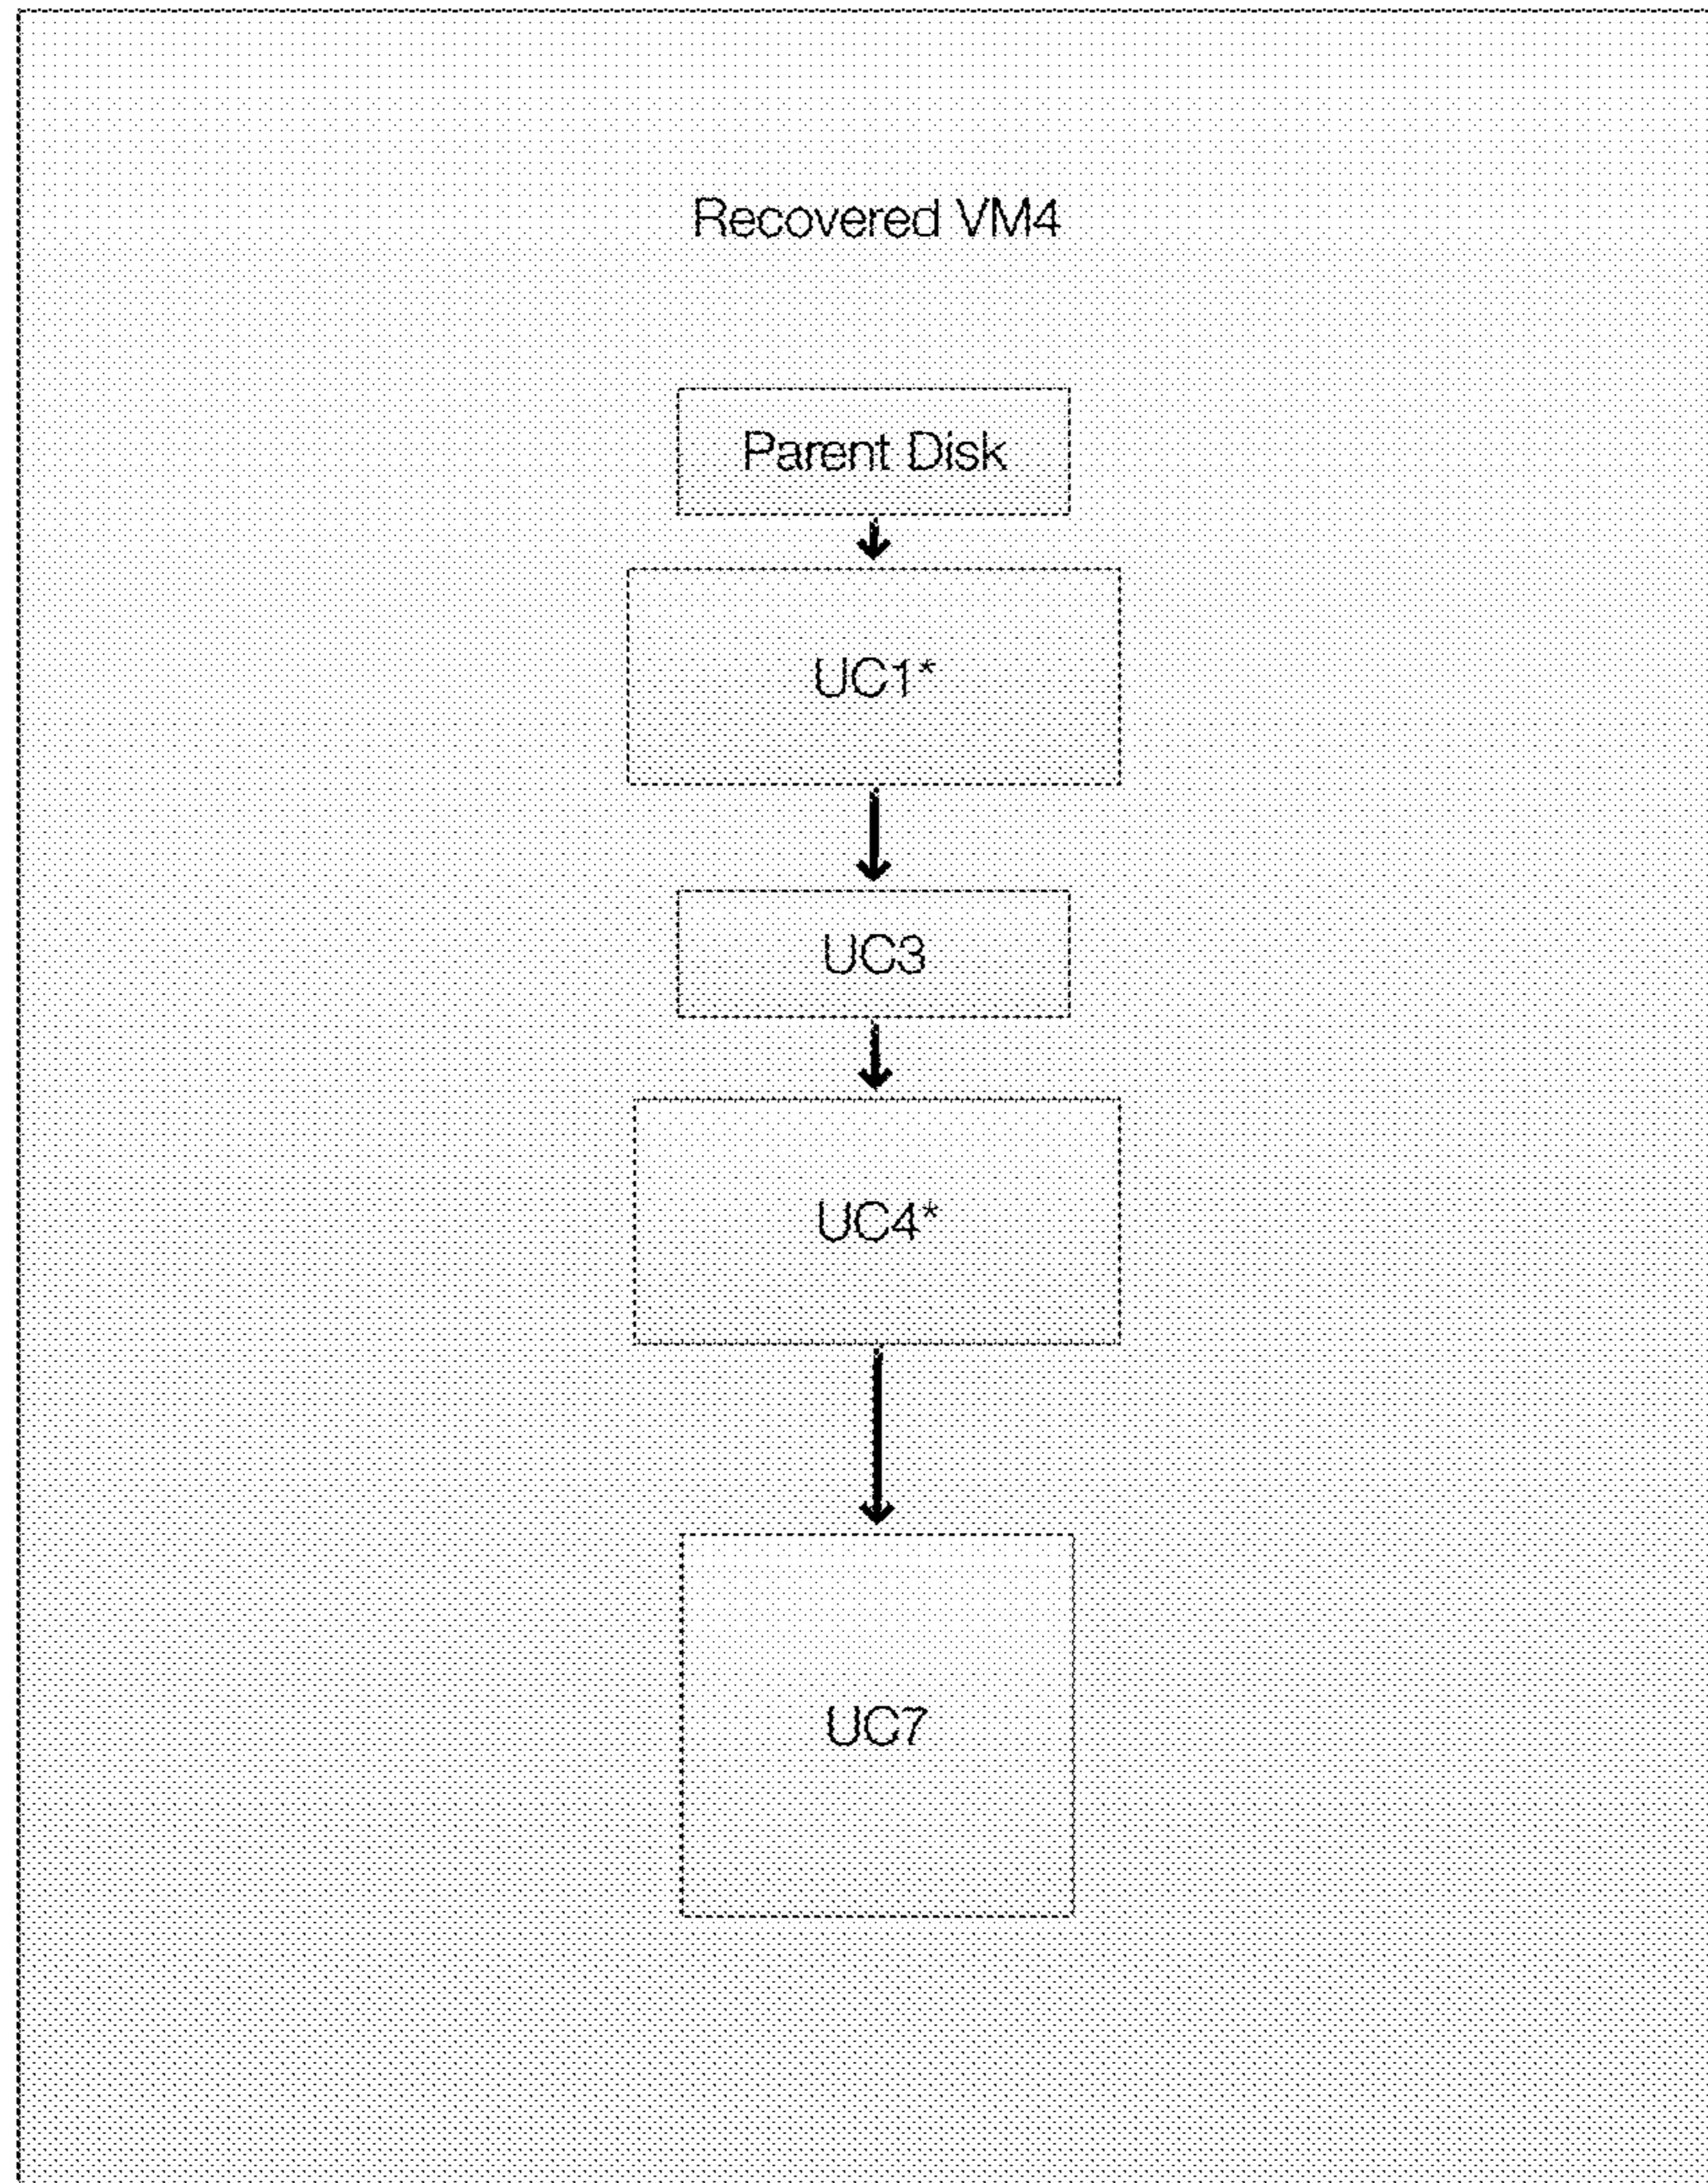 Recovered VM4
Parent Disk
UC1*
UC3
UC4*
UC7